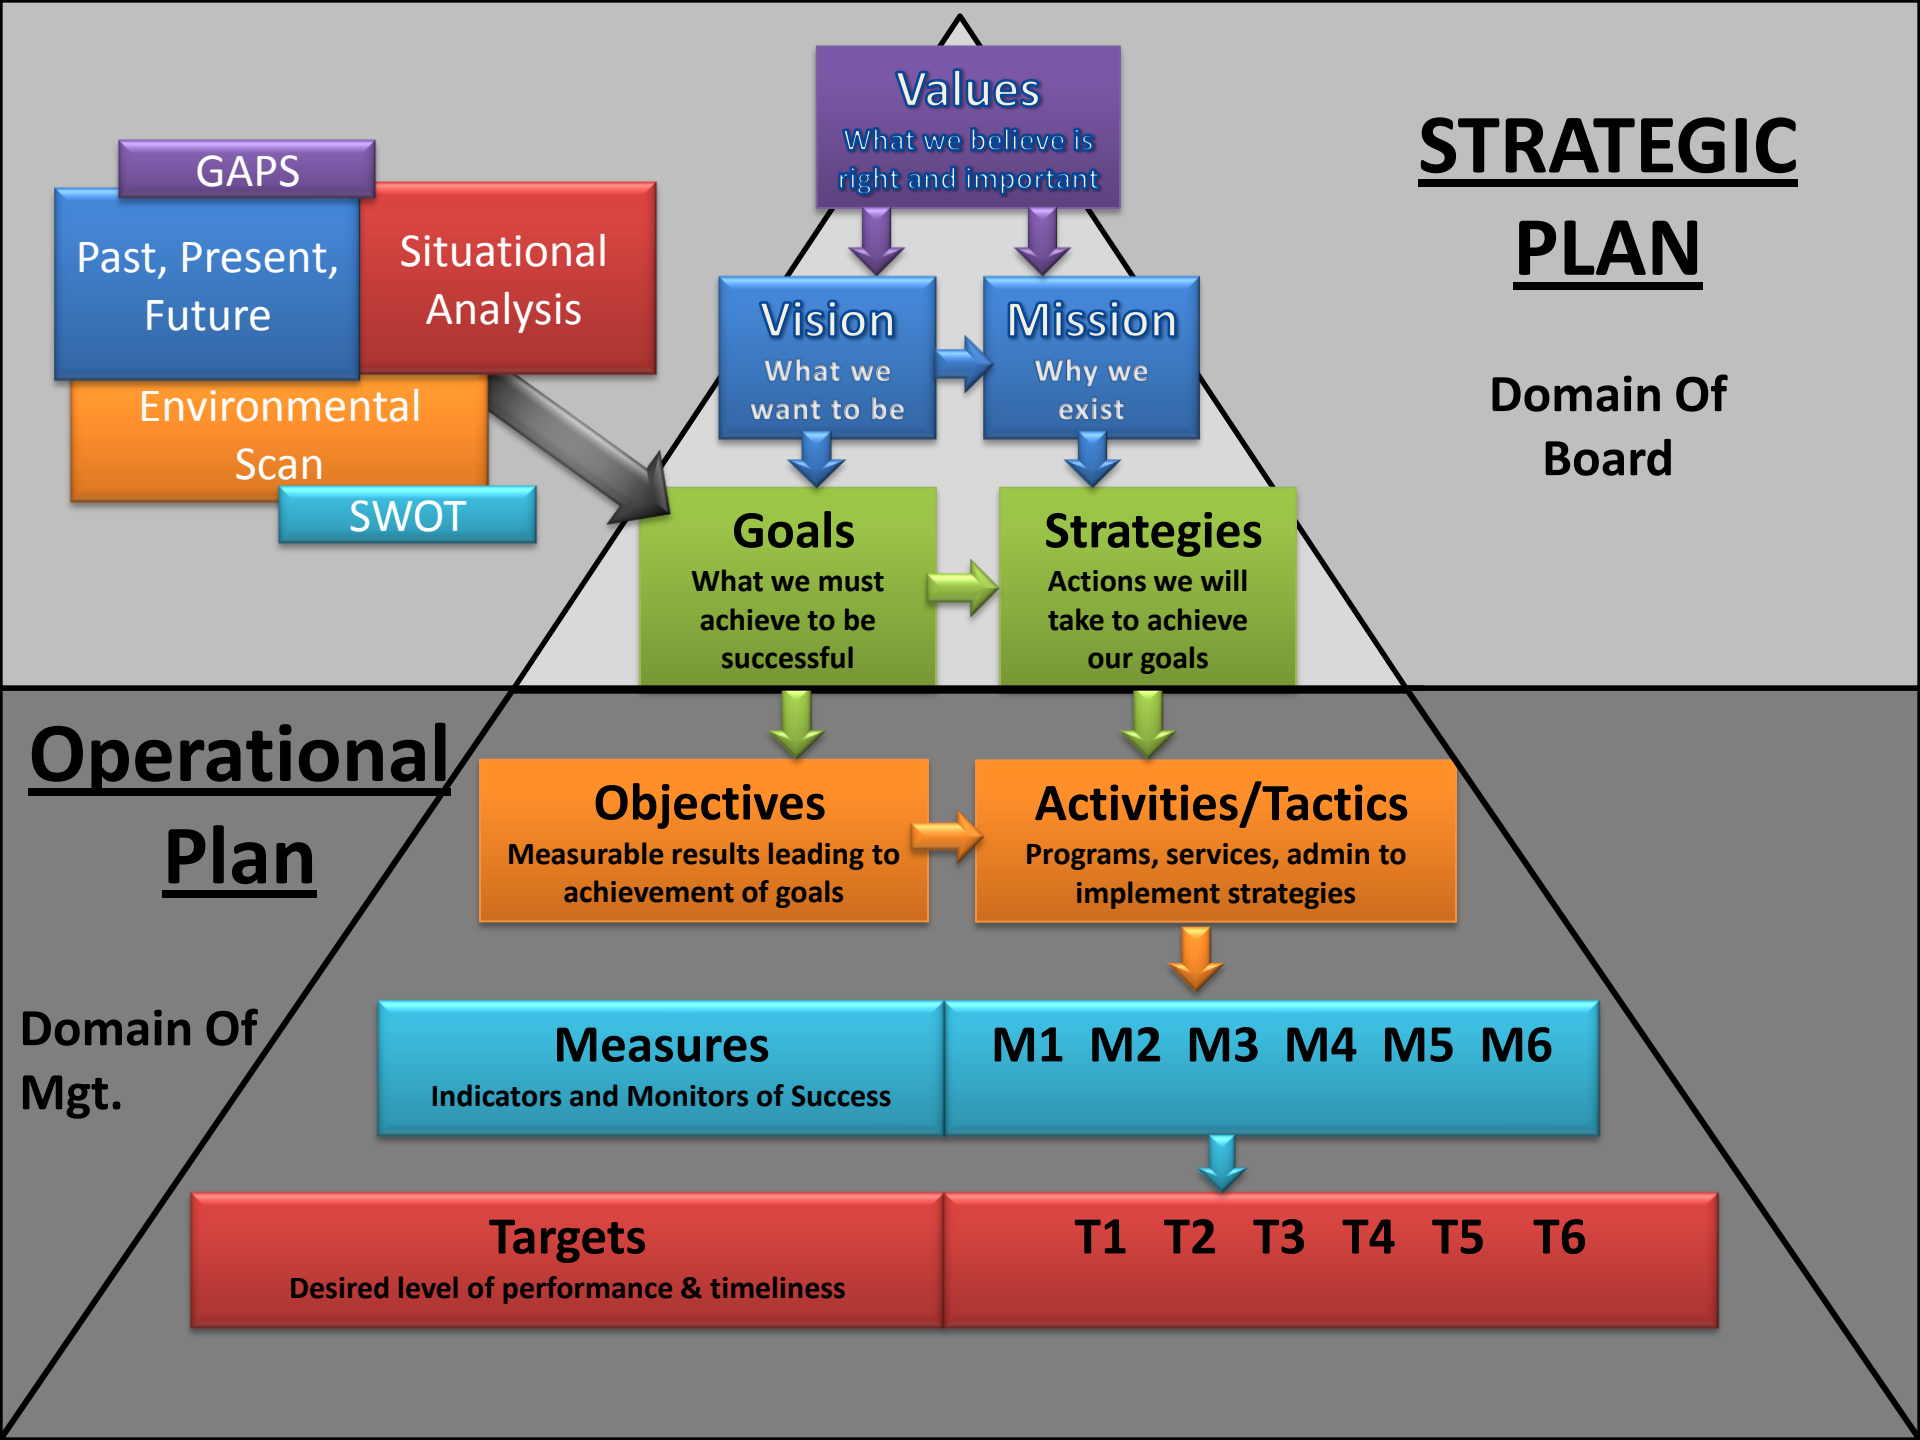 Values
What we believe is
right and important
STRATEGIC
PLAN
Domain Of
Board
GAPS
Past, Present,
Future
Situational
Analysis
Environmental
Scan
SWOT
Vision
What we
want to be
Mission
Why we
exist
Goals
What we must
achieve to be
successful
Strategies
Actions we will
take to achieve
our goals
Operational
Plan
Domain Of
Mgt.
Objectives
Measurable results leading to
achievement of goals
Activities/Tactics
Programs, services, admin to
implement strategies
Measures
Indicators and Monitors of Success
M1 M2 M3 M4 M5 M6
Targets
Desired level of performance & timeliness
T1 T2 T3 T4 T5 T6